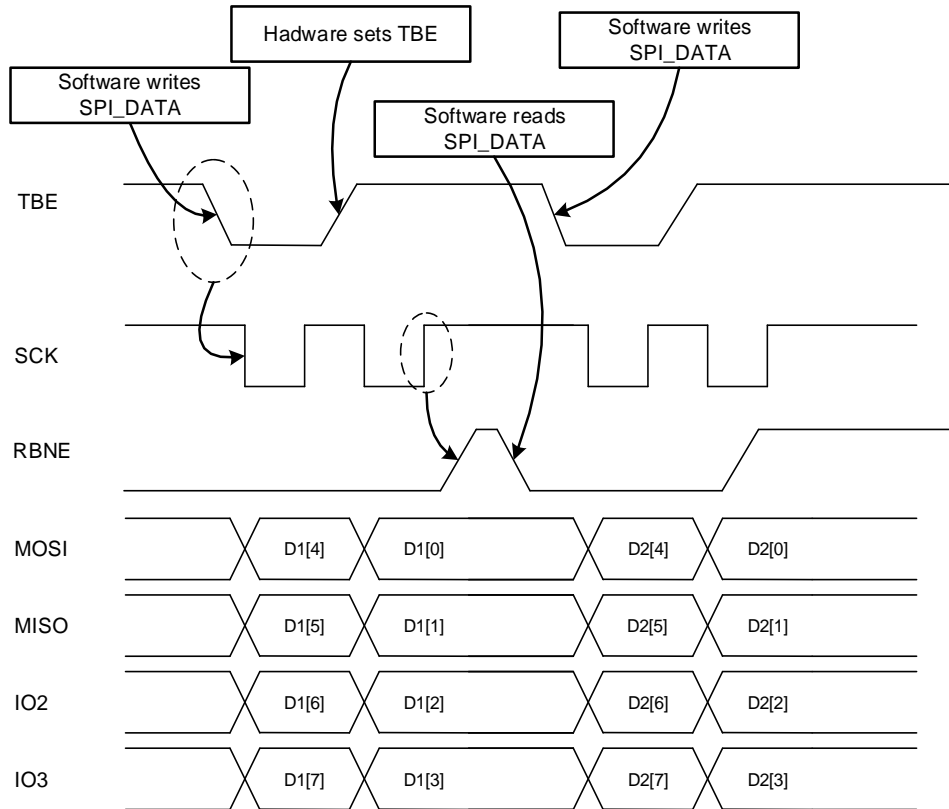 Hadware sets TBE
Software writes
SPI_DATA
Software writes
SPI_DATA
Software reads
SPI_DATA
TBE
SCK
RBNE
MOSI
D1[4]
D1[0]
D2[4]
D2[0]
MISO
D1[5]
D1[1]
D2[5]
D2[1]
IO2
D1[6]
D1[2]
D2[6]
D2[2]
IO3
D1[7]
D1[3]
D2[7]
D2[3]